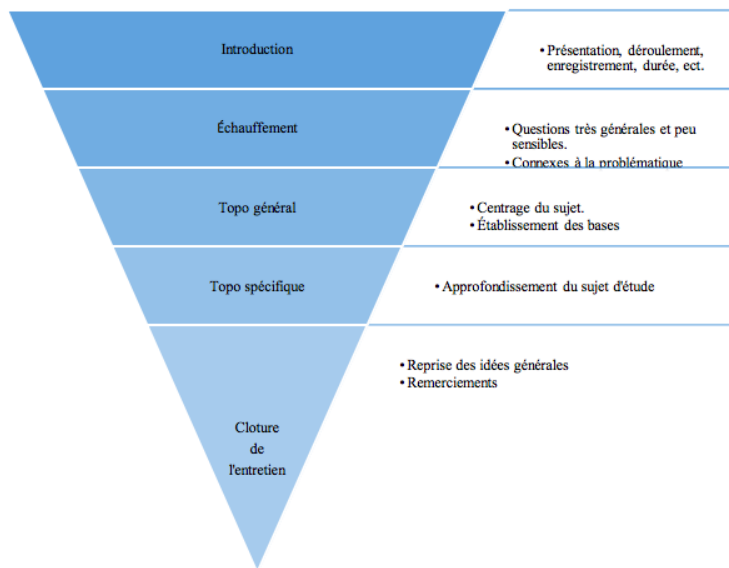 Introduction
• Présentation, déroulement,
enregistrement, durée, ect.
Échauffement
• Questions très générales et peu
sensibles.
• Connexes à la problématique
Topo général
• Centrage du sujet.
• Établissement des bases
Topo spécifique
• Approfondissement du sujet d'étude
• Reprise des idées générales
• Remerciements
Cloture
de
l'entretien